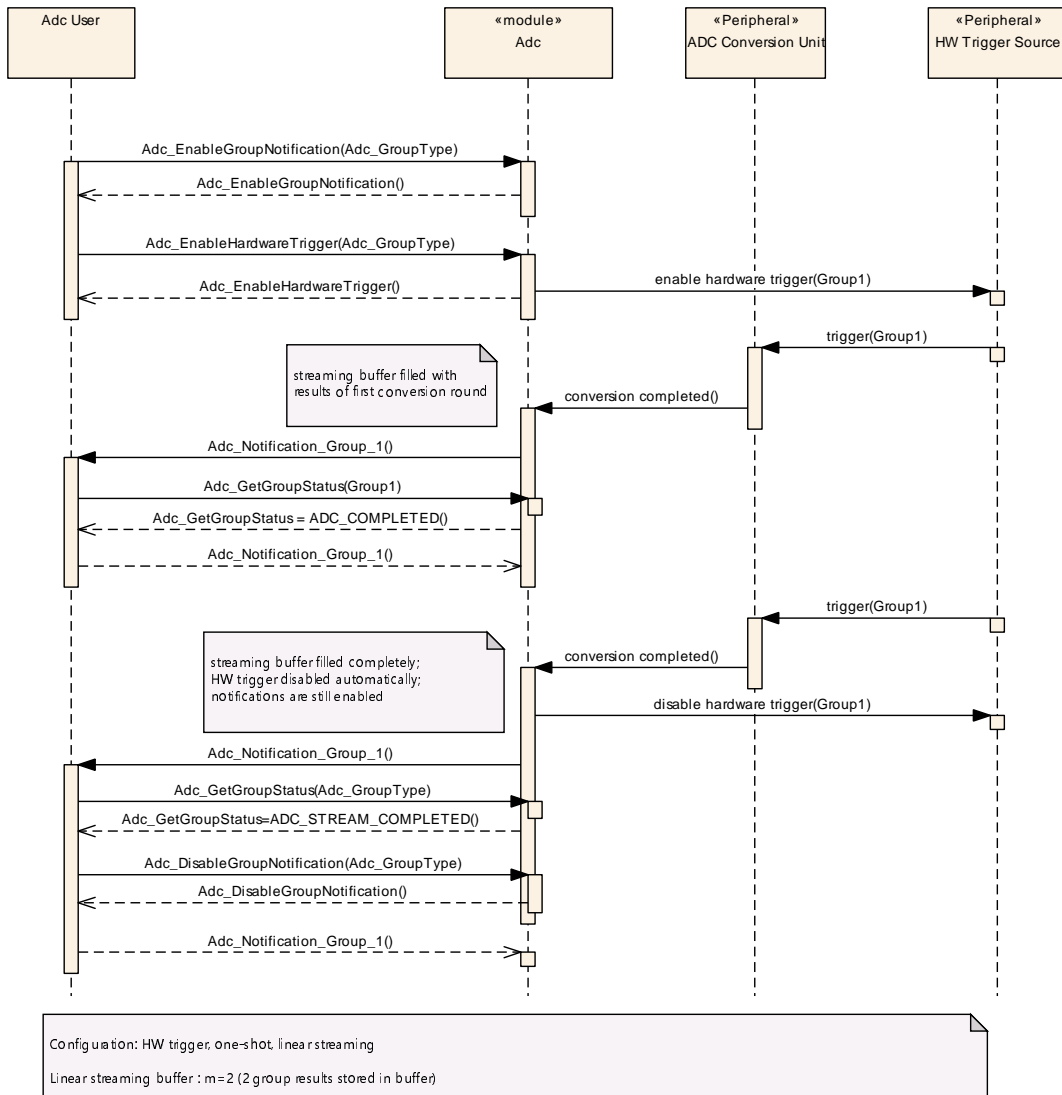 Adc User
«module»
Adc
«Peripheral»
ADC Conversion Unit
«Peripheral»
HW Trigger Source
Adc_EnableGroupNotification(Adc_GroupType)
Adc_EnableGroupNotification()
Adc_EnableHardwareTrigger(Adc_GroupType)
enable hardware trigger(Group1)
Adc_EnableHardwareTrigger()
trigger(Group1)
streaming buffer filled with
results of first conversion round
conversion completed()
Adc_Notification_Group_1()
Adc_GetGroupStatus(Group1)
Adc_GetGroupStatus = ADC_COMPLETED()
Adc_Notification_Group_1()
trigger(Group1)
conversion completed()
streaming buffer filled completely;
HW trigger disabled automatically;
notifications are still enabled
disable hardware trigger(Group1)
Adc_Notification_Group_1()
Adc_GetGroupStatus(Adc_GroupType)
Adc_GetGroupStatus=ADC_STREAM_COMPLETED()
Adc_DisableGroupNotification(Adc_GroupType)
Adc_DisableGroupNotification()
Adc_Notification_Group_1()
Configuration: HW trigger, one-shot, linear streaming
Linear streaming buffer : m=2 (2 group results stored in buffer)